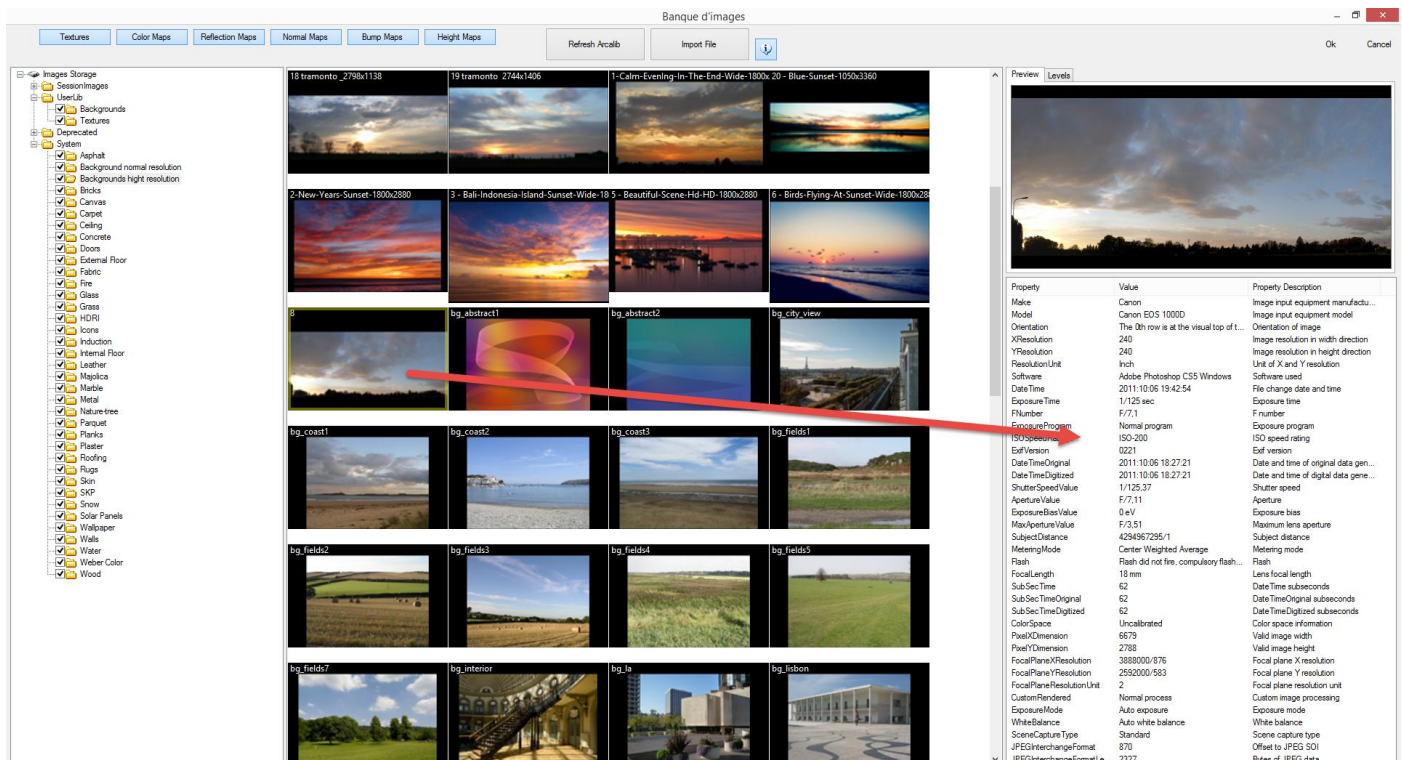 Banque d'images
Textures
Color Maps
Reflection Maps
Normal Maps
Bump Maps
Height Maps
Refresh Arcalib
Import File
Ok
Cancel
Images Storage
SessionImages
UserLib
Backgrounds
Textures
Deprecated
System
Asphalt
Background normal resolution
Backgrounds hight resolution
Bricks
Canvas
Carpet
Ceiling
Concrete
Doors
External Floor
Fabric
Fire
Glass
Grass
HDRI
Icons
Induction
Internal Floor
Leather
Majolica
Marble
Metal
Nature-tree
Parquet
Planks
Plaster
Roofing
Rugs
Skin
SKP
Snow
Solar Panels
Wallpaper
Walls
Water
Weber Color
Wood
18 tramonto _2798x1138
19 tramonto 2744x1406
1-Calm-Evening-In-The-End-Wide-1800x
20 - Blue-Sunset-1050x3360
2-New-Years-Sunset-1800x2880
3 - Bali-Indonesia-Island-Sunset-Wide-18
5 - Beautiful-Scene-Hd-HD-1800x2880
6 - Birds-Flying-At-Sunset-Wide-1800x28
8
bg_abstract1
bg_abstract2
bg_city_view
bg_coast1
bg_coast2
bg_coast3
bg_fields1
bg_fields2
bg_fields3
bg_fields4
bg_fields5
bg_fields7
bg_interior
bg_la
bg_lisbon
Preview
Levels
Property Value Property Description
Make Canon Image input equipment manufactu...
Model Canon EOS 1000D Image input equipment model
Orientation The 0th row is at the visual top of t... Orientation of image
XResolution 240 Image resolution in width direction
YResolution 240 Image resolution in height direction
ResolutionUnit Inch Unit of X and Y resolution
Software Adobe Photoshop CS5 Windows Software used
DateTime 2011:10:06 19:42:54 File change date and time
ExposureTime 1/125 sec Exposure time
FNumber F/7,1 F number
ExposureProgram Normal program Exposure program
ISO-200 ISO speed rating
ExifVersion 0221 Exif version
DateTimeOriginal 2011:10:06 18:27:21 Date and time of original data gen...
DateTimeDigitized 2011:10:06 18:27:21 Date and time of digital data gene...
ShutterSpeedValue 1/125,37 Shutter speed
ApertureValue F/7,11 Aperture
ExposureBiasValue 0 eV Exposure bias
MaxApertureValue F/3,51 Maximum lens aperture
SubjectDistance 4294967295/1 Subject distance
MeteringMode Center Weighted Average Metering mode
Flash Flash did not fire, compulsory flash... Flash
FocalLength 18 mm Lens focal length
SubSecTime 62 DateTime subseconds
SubSecTimeOriginal 62 DateTimeOriginal subseconds
SubSecTimeDigitized 62 DateTimeDigitized subseconds
ColorSpace Uncalibrated Color space information
PixelXDimension 6679 Valid image width
PixelYDimension 2788 Valid image height
FocalPlaneXResolution 3888000/876 Focal plane X resolution
FocalPlaneYResolution 2592000/583 Focal plane Y resolution
FocalPlaneResolutionUnit 2 Focal plane resolution unit
CustomRendered Normal process Custom image processing
ExposureMode Auto exposure Exposure mode
WhiteBalance Auto white balance White balance
SceneCaptureType Standard Scene capture type
JPEGInterchangeFormat 870 Offset to JPEG SOI
JPEGInterchangeFormatLe... 2327 Bytes of JPEG data